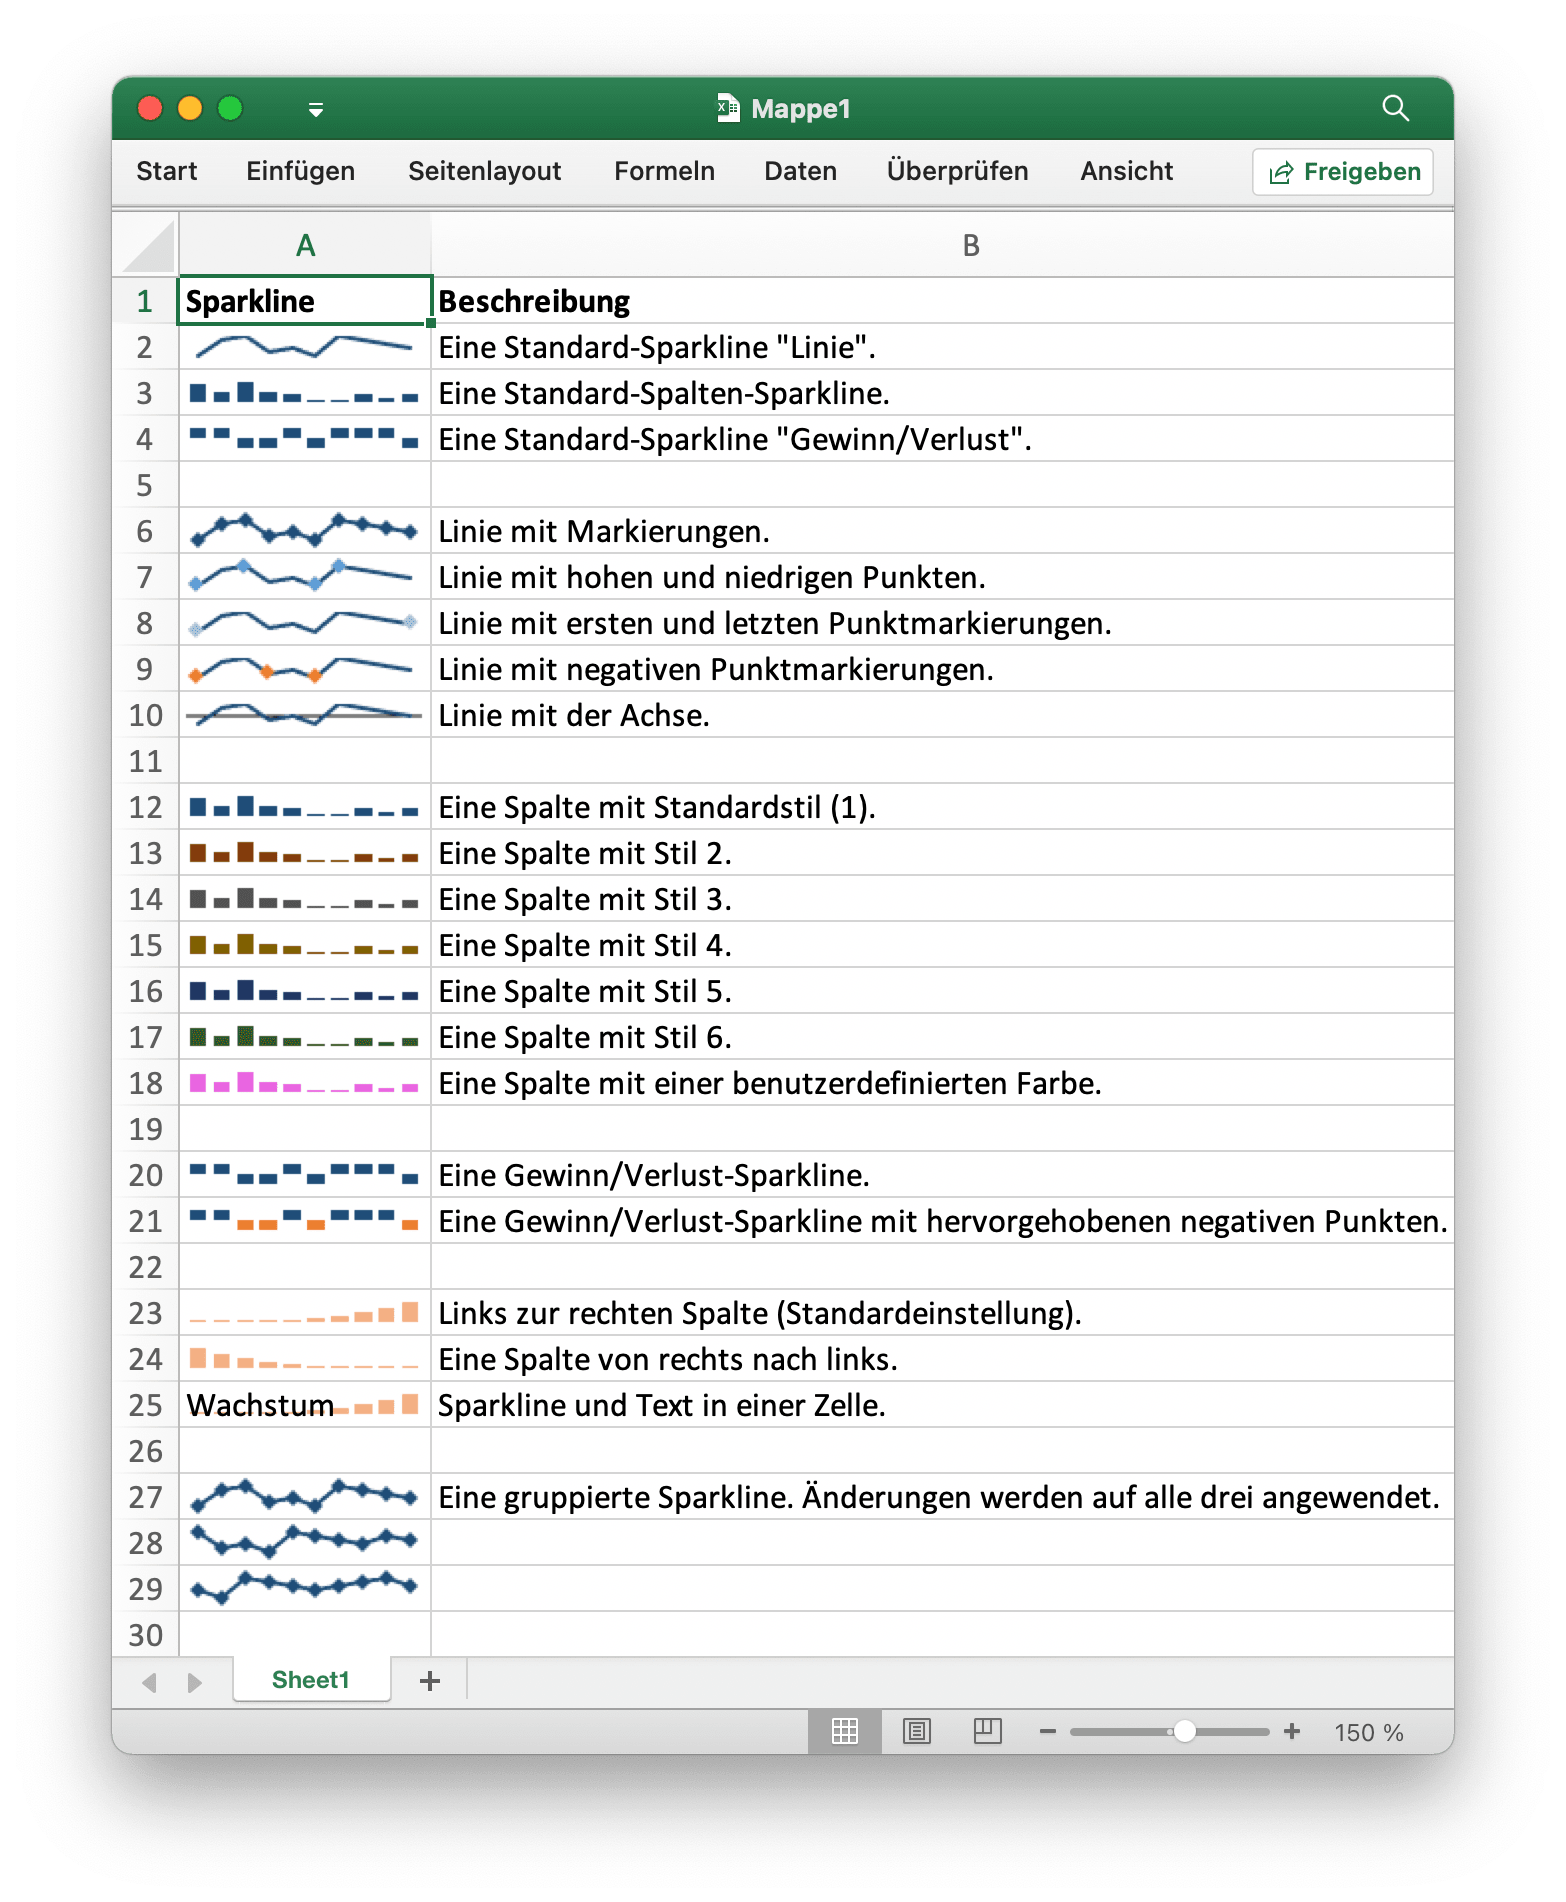 Mappe1
Start Einfügen Seitenlayout Formeln Daten Überprüfen Ansicht Freigeben
A B
1 Sparkline Beschreibung
2 Eine Standard-Sparkline "Linie".
3 Eine Standard-Spalten-Sparkline.
4 Eine Standard-Sparkline "Gewinn/Verlust".
5
6 Linie mit Markierungen.
7 Linie mit hohen und niedrigen Punkten.
8 Linie mit ersten und letzten Punktmarkierungen.
9 Linie mit negativen Punktmarkierungen.
10 Linie mit der Achse.
11
12 Eine Spalte mit Standardstil (1).
13 Eine Spalte mit Stil 2.
14 Eine Spalte mit Stil 3.
15 Eine Spalte mit Stil 4.
16 Eine Spalte mit Stil 5.
17 Eine Spalte mit Stil 6.
18 Eine Spalte mit einer benutzerdefinierten Farbe.
19
20 Eine Gewinn/Verlust-Sparkline.
21 Eine Gewinn/Verlust-Sparkline mit hervorgehobenen negativen Punkten.
22
23 Links zur rechten Spalte (Standardeinstellung).
24 Eine Spalte von rechts nach links.
25 Wachstum Sparkline und Text in einer Zelle.
26
27 Eine gruppierte Sparkline. Änderungen werden auf alle drei angewendet.
28
29
30
Sheet1
150 %